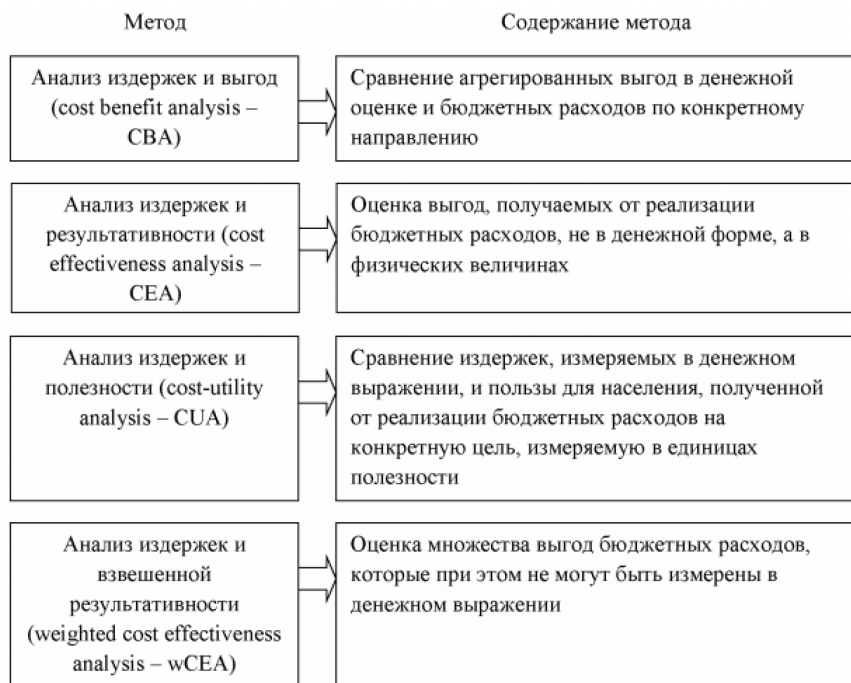 Метод
Содержание метода
Анализ издержек и выгод
(cost benefit analysis –
CBA)
Сравнение агрегированных выгод в денежной
оценке и бюджетных расходов по конкретному
направлению
Анализ издержек и
результативности (cost
effectiveness analysis –
CEA)
Оценка выгод, получаемых от реализации
бюджетных расходов, не в денежной форме, а в
физических величинах
Анализ издержек и
полезности (cost-utility
analysis – CUA)
Сравнение издержек, измеряемых в денежном
выражении, и пользы для населения, полученной
от реализации бюджетных расходов на
конкретную цель, измеряемую в единицах
полезности
Анализ издержек и
взвешенной
результативности
(weighted cost effectiveness
analysis – wCEA)
Оценка множества выгод бюджетных расходов,
которые при этом не могут быть измерены в
денежном выражении